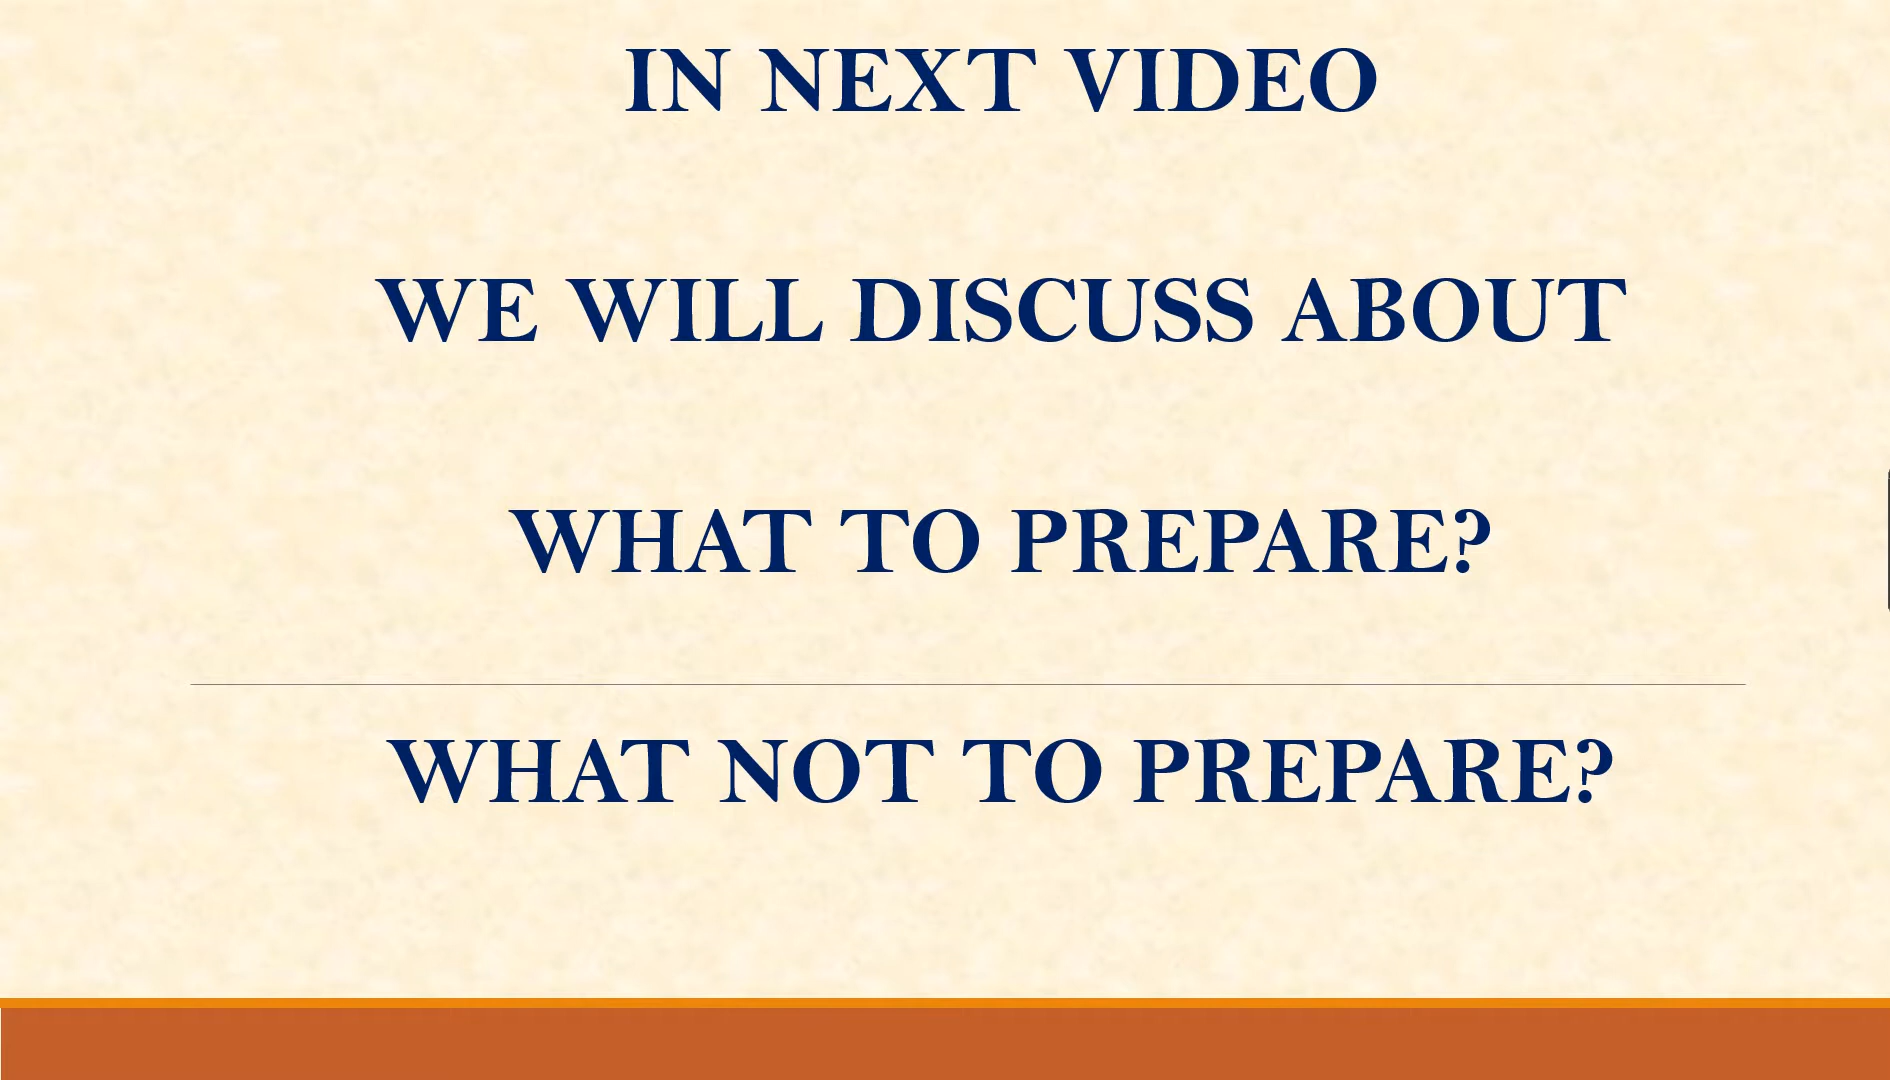 IN NEXT VIDEO
WE WILL DISCUSS ABOUT
WHAT TO PREPARE?
WHAT NOT TO PREPARE?